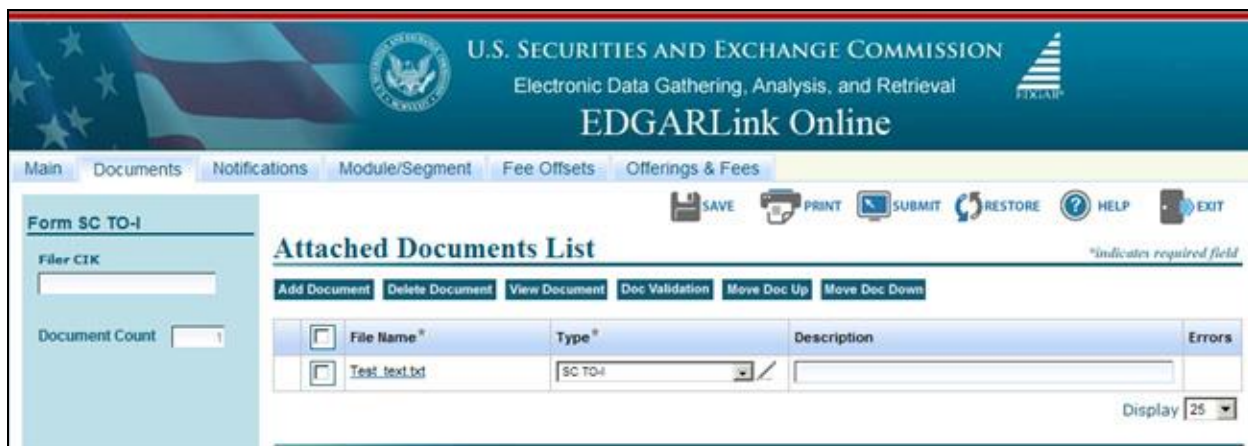 U.S. SECURITIES AND EXCHANGE COMMISSION
Electronic Data Gathering, Analysis, and Retrieval
EDGAR®
EDGARLink Online
Main Documents Notifications Module/Segment Fee Offsets Offerings & Fees
SAVE PRINT SUBMIT RESTORE HELP EXIT
Form SC TO-I
Attached Documents List
*indicates required field
Filer CIK
Add Document Delete Document View Document Doc Validation Move Doc Up Move Doc Down
Document Count 1
File Name* Type* Description Errors
Test_text.txt SC TO-I
Display 25